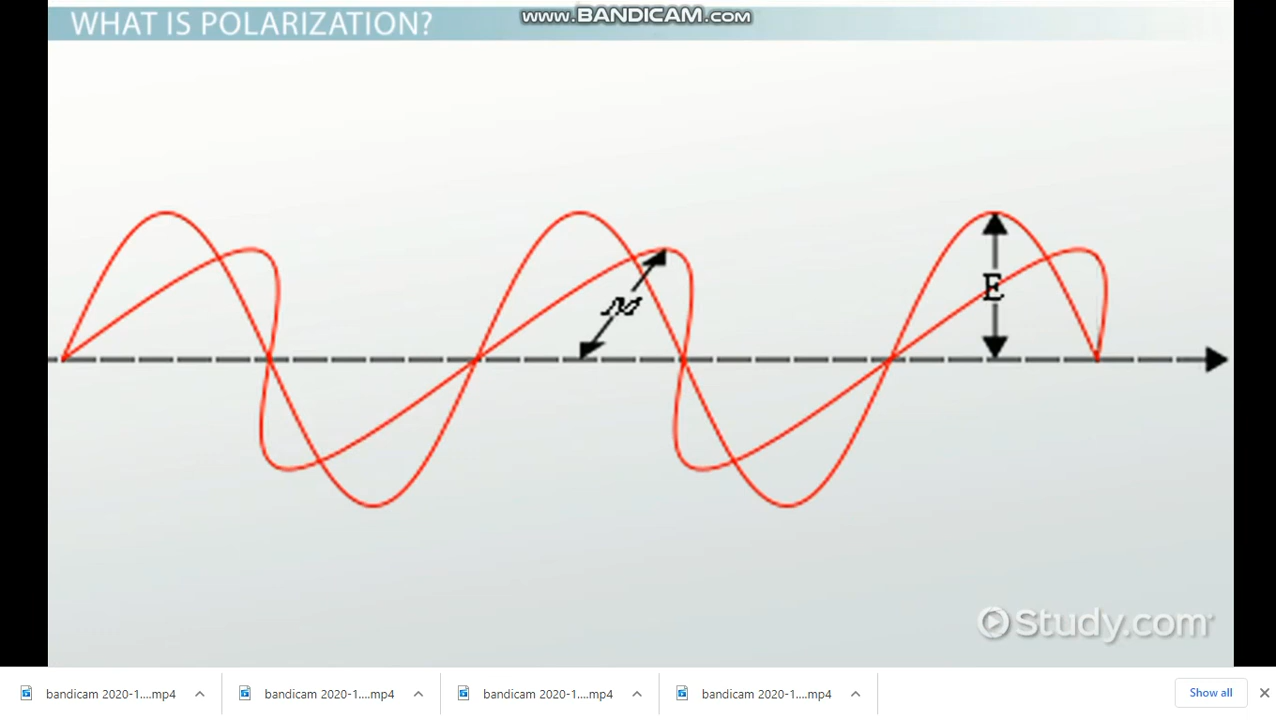 WHAT IS POLARIZATION?
www.BANDICAM.COM
M
E
Study.com
bandicam 2020-1....mp4
bandicam 2020-1....mp4
bandicam 2020-1....mp4
bandicam 2020-1....mp4
Show all